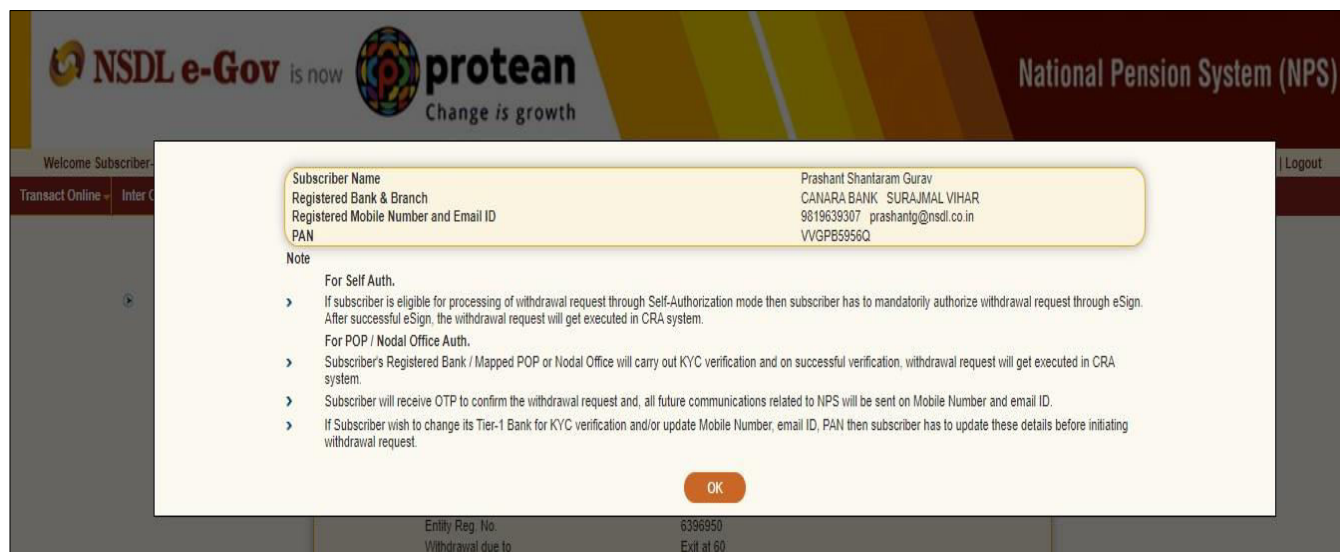 NSDL e-Gov is now protean
Change is growth
National Pension System (NPS)
Welcome Subscriber-
| Logout
Transact Online
Inter C
Subscriber Name Prashant Shantaram Gurav
Registered Bank & Branch CANARA BANK SURAJMAL VIHAR
Registered Mobile Number and Email ID 9819639307 prashantg@nsdl.co.in
PAN VVGPB5956Q
Note
For Self Auth.
If subscriber is eligible for processing of withdrawal request through Self-Authorization mode then subscriber has to mandatorily authorize withdrawal request through eSign.
After successful eSign, the withdrawal request will get executed in CRA system.
For POP / Nodal Office Auth.
Subscriber's Registered Bank / Mapped POP or Nodal Office will carry out KYC verification and on successful verification, withdrawal request will get executed in CRA
system.
Subscriber will receive OTP to confirm the withdrawal request and, all future communications related to NPS will be sent on Mobile Number and email ID.
If Subscriber wish to change its Tier-1 Bank for KYC verification and/or update Mobile Number, email ID, PAN then subscriber has to update these details before initiating
withdrawal request.
OK
Entity Reg. No. 6396950
Withdrawal due to Exit at 60